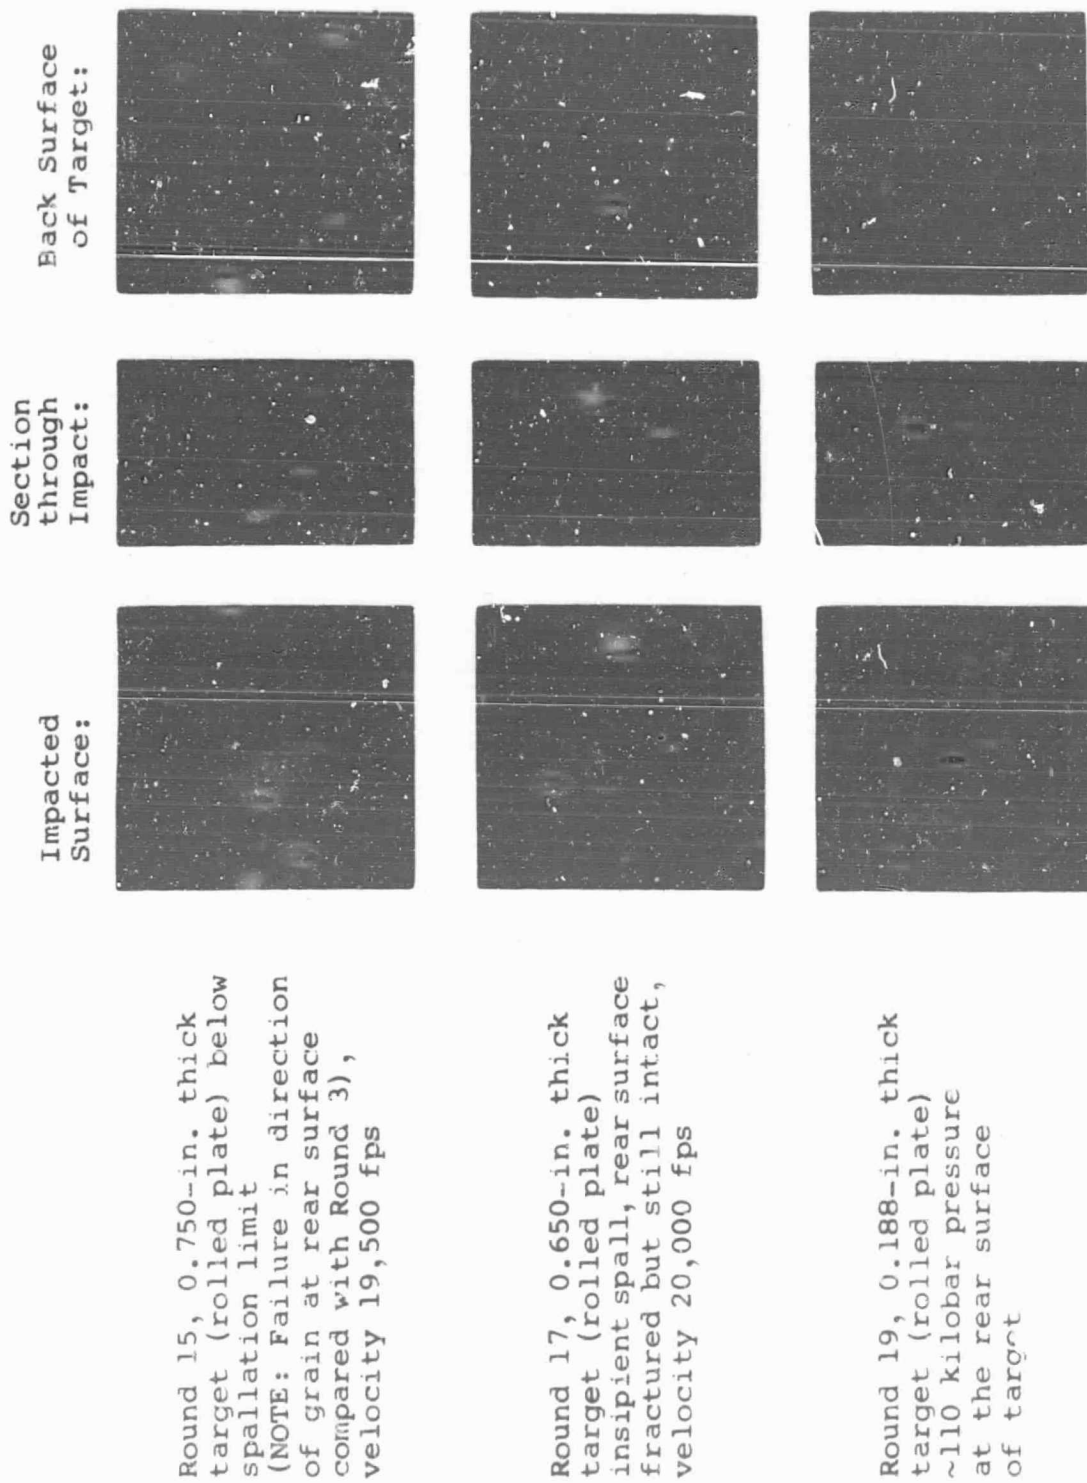 Impacted
Surface:
Section
through
Impact:
Back Surface
of Target:
Round 15, 0.750-in. thick
target (rolled plate) below
spallation limit
(NOTE: Failure in direction
of grain at rear surface
compared with Round 3),
velocity 19,500 fps
Round 17, 0.650-in. thick
target (rolled plate)
insipient spall, rear surface
fractured but still intact,
velocity 20,000 fps
Round 19, 0.188-in. thick
target (rolled plate)
~110 kilobar pressure
at the rear surface
of target